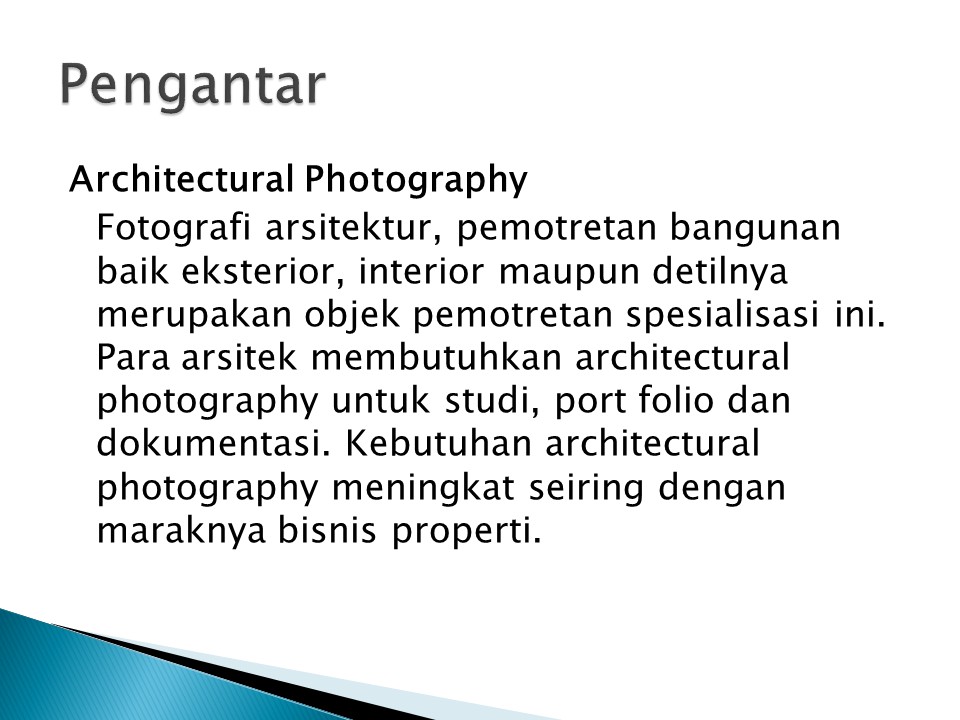 Pengantar
Architectural Photography
Fotografi arsitektur, pemotretan bangunan
baik eksterior, interior maupun detilnya
merupakan objek pemotretan spesialisasi ini.
Para arsitek membutuhkan architectural
photography untuk studi, port folio dan
dokumentasi. Kebutuhan architectural
photography meningkat seiring dengan
maraknya bisnis properti.